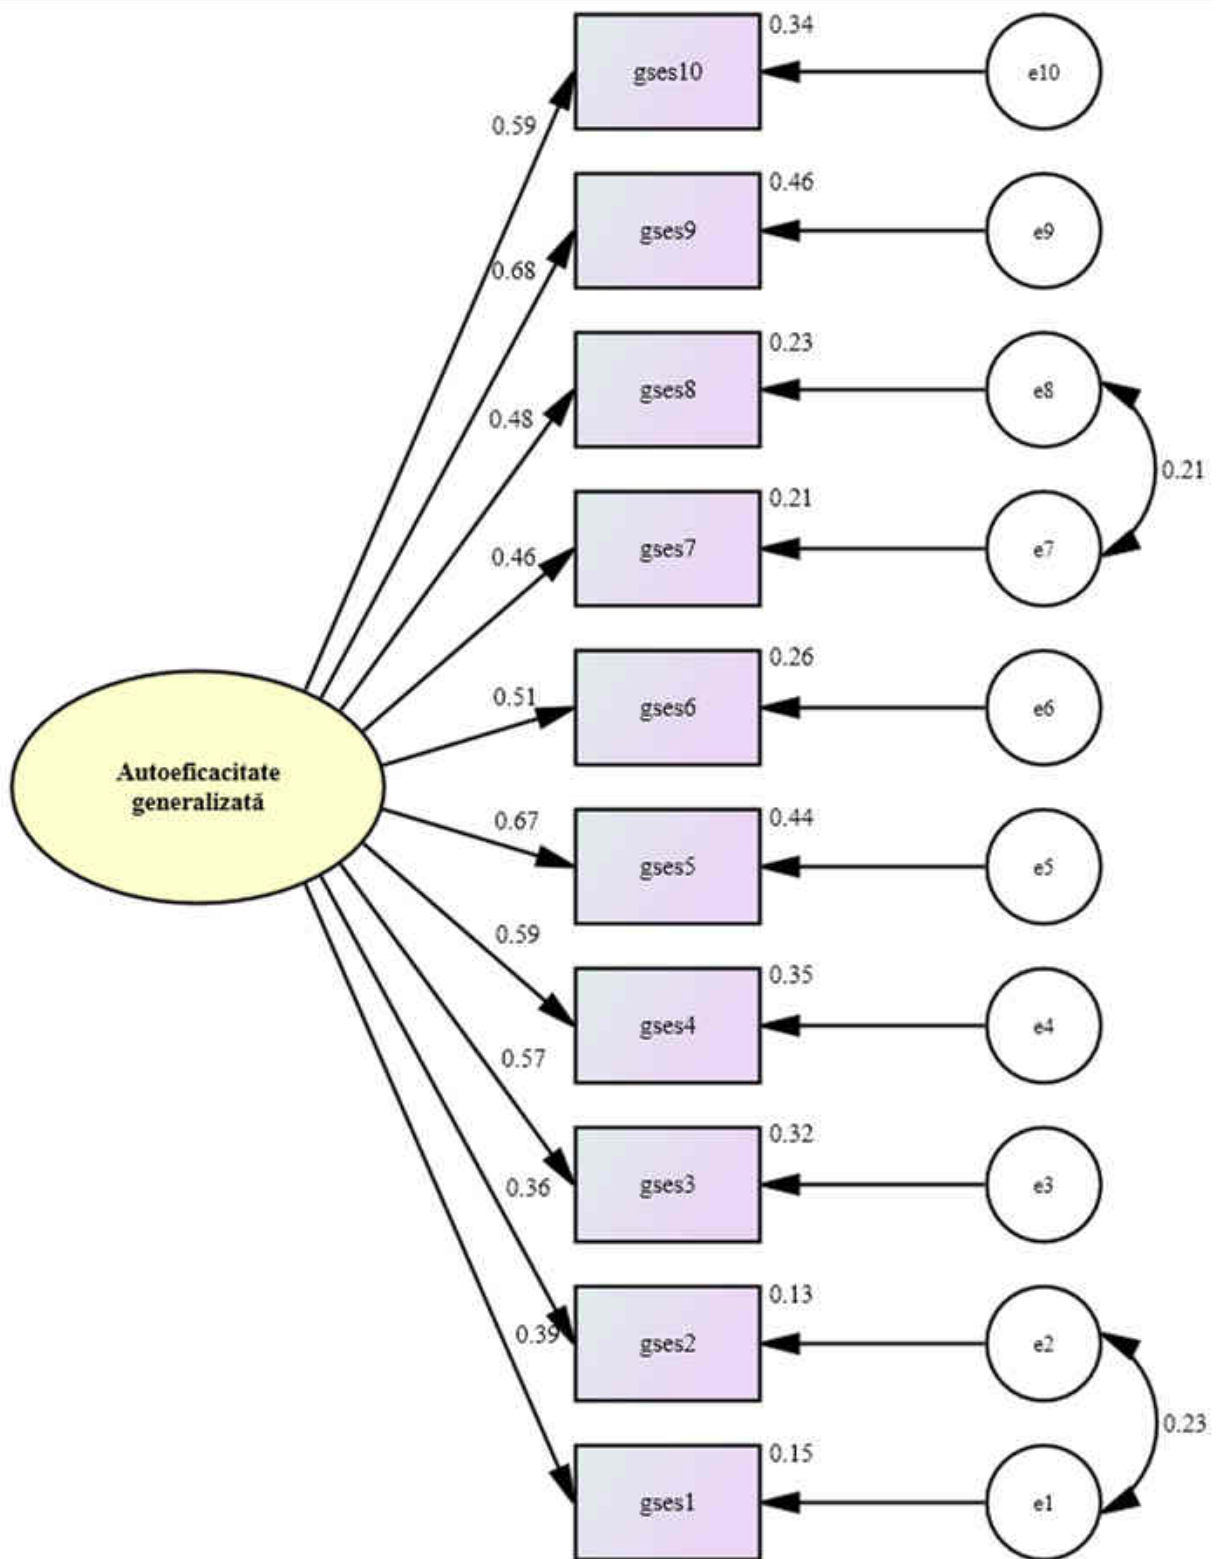 0.34
gses10
e10
0.59
0.46
gses9
e9
0.68
0.23
gses8
e8
0.48
0.21
0.21
gses7
e7
0.46
0.26
gses6
e6
0.51
Autoeficacitate
generalizată
0.44
0.67
gses5
e5
0.59
0.35
gses4
e4
0.57
0.32
gses3
e3
0.36
0.13
gses2
e2
0.39
0.23
0.15
gses1
e1